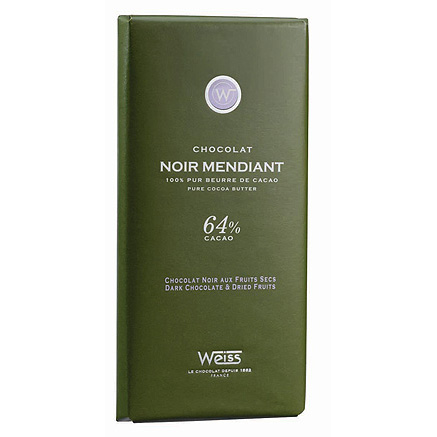 W
CHOCOLAT
NOIR MENDIANT
100% PUR BEURRE DE CACAO
PURE COCOA BUTTER
64%
CACAO
CHOCOLAT NOIR AUX FRUITS SECS
DARK CHOCOLATE & DRIED FRUITS
Weiss
LE CHOCOLAT DEPUIS 1882
FRANCE